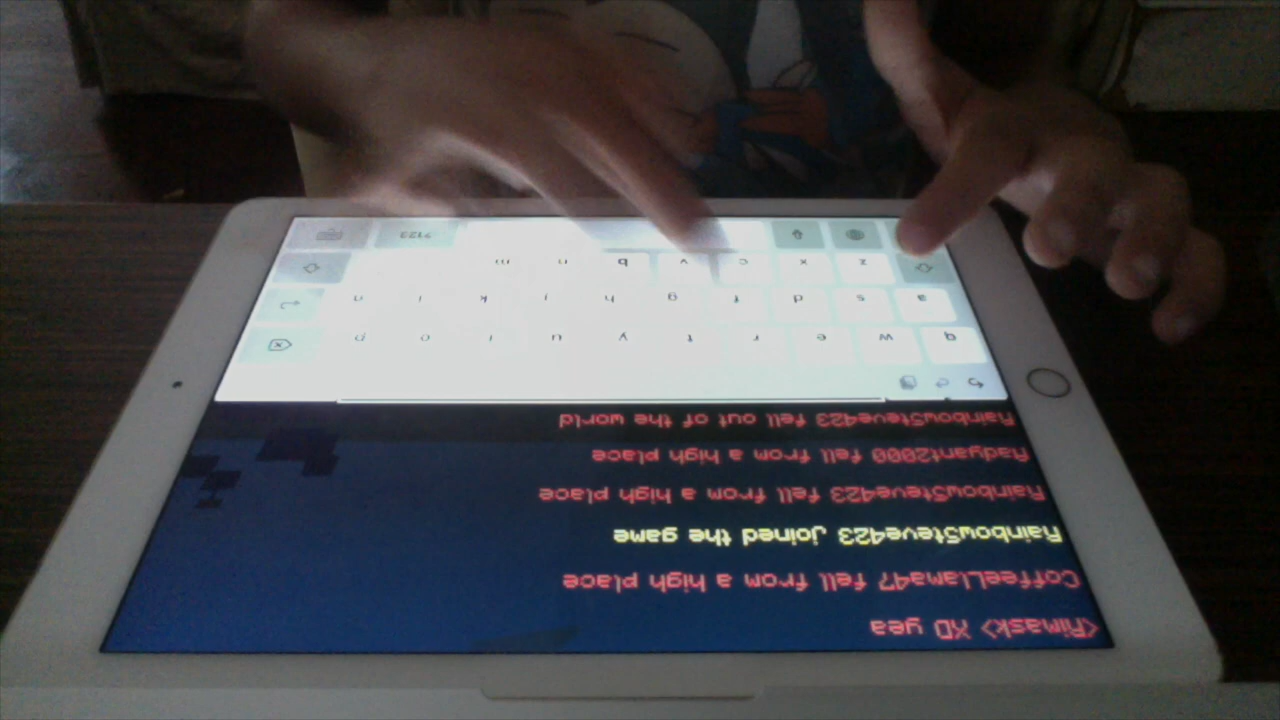 <Rimask> XD yea
CoffeeLlama47 fell from a high place
RainbowSteve423 joined the game
RainbowSteve423 fell from a high place
Radyant2000 fell from a high place
RainbowSteve423 fell out of the world
q w e r t y u i o p
a s d f g h j k l ñ
z x c v b n m
?123